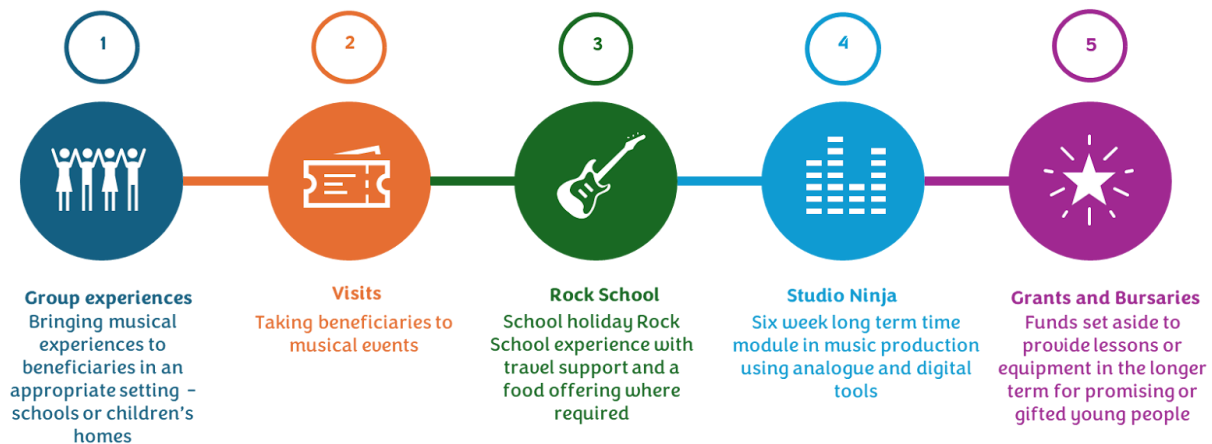 1
2
3
4
5
Group experiences
Bringing musical
experiences to
beneficiaries in an
appropriate setting -
schools or children's
homes
Visits
Taking beneficiaries to
musical events
Rock School
School holiday Rock
School experience with
travel support and a
food offering where
required
Studio Ninja
Six week long term time
module in music production
using analogue and digital
tools
Grants and Bursaries
Funds set aside to
provide lessons or
equipment in the longer
term for promising or
gifted young people